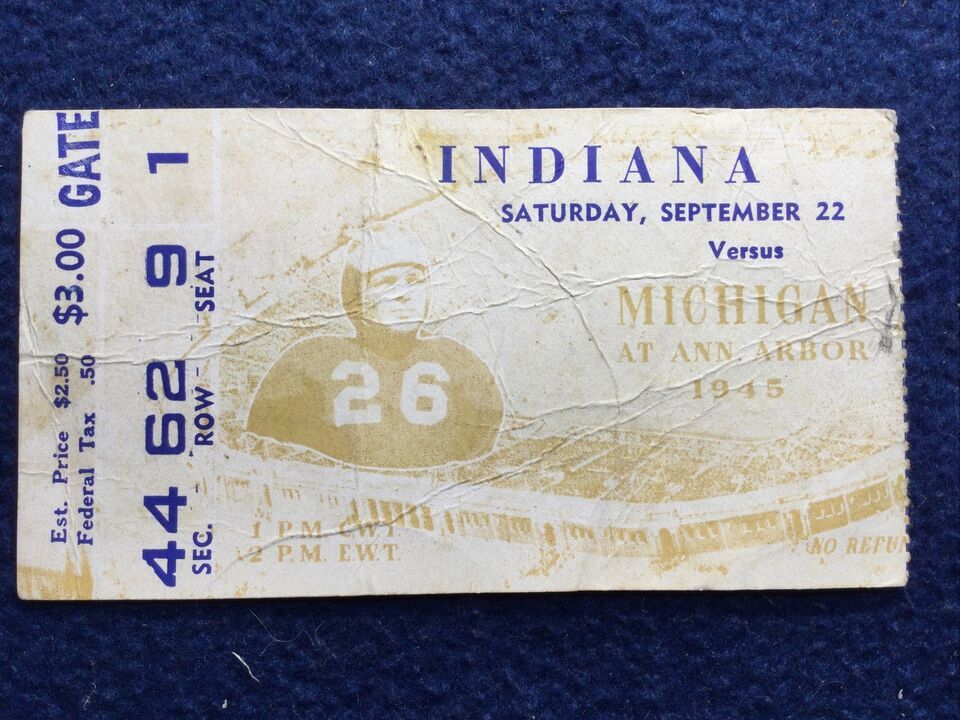 Est. Price $2.50
Federal Tax .50
$3.00 GATE
44 62 9 1
SEC. - ROW - SEAT
INDIANA
SATURDAY, SEPTEMBER 22
Versus
MICHIGAN
AT ANN ARBOR
1945
26
1 P.M. CWT
2 P.M. E.W.T.
NO